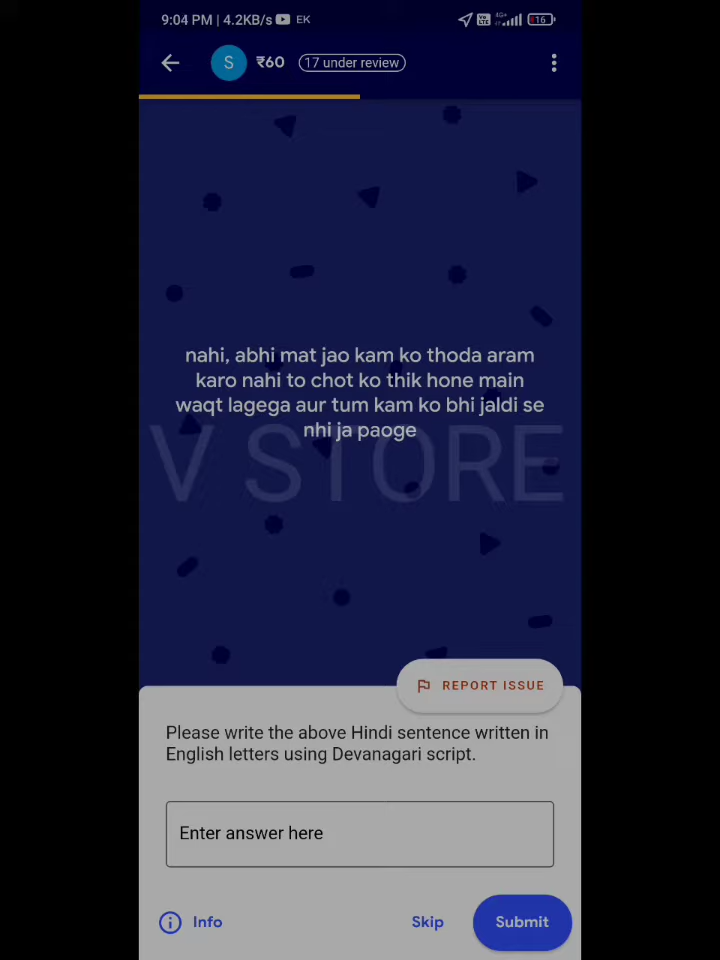 9:04 PM | 4.2KB/s EK 4G+ 16
S ₹60 17 under review
nahi, abhi mat jao kam ko thoda aram
karo nahi to chot ko thik hone main
waqt lagega aur tum kam ko bhi jaldi se
nhi ja paoge
V STORE
REPORT ISSUE
Please write the above Hindi sentence written in
English letters using Devanagari script.
Enter answer here
Info Skip Submit